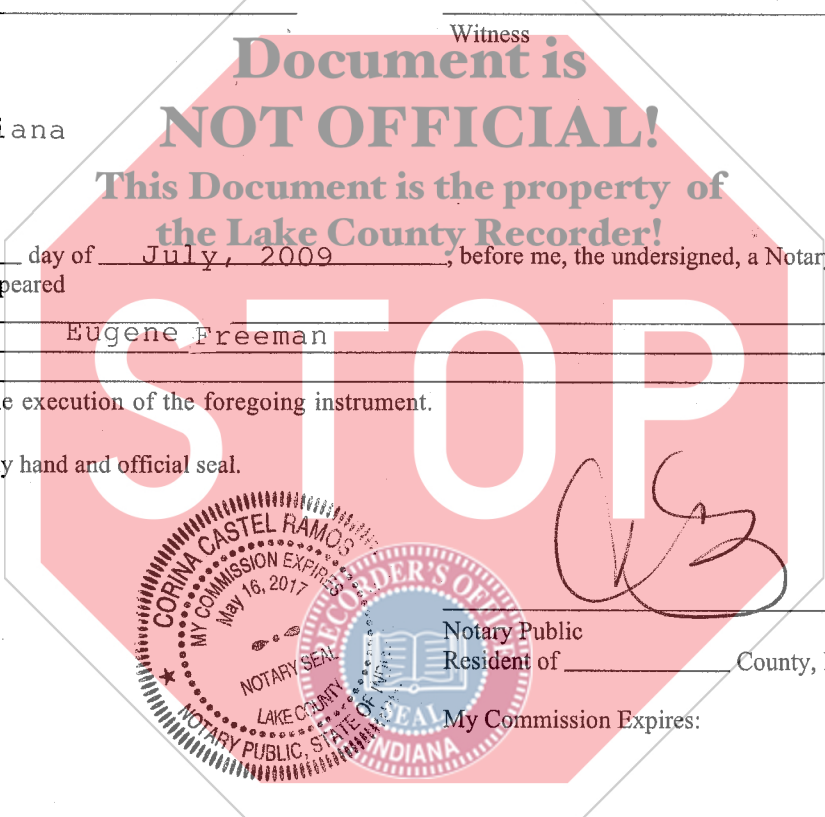 Witness
Document is
NOT OFFICIAL!
iana
This Document is the property of
the Lake County Recorder!
day of July, 2009, before me, the undersigned, a Notary
peared
Eugene Freeman
STOP
e execution of the foregoing instrument.
y hand and official seal.
CORINA CASTEL RAMOS
MY COMMISSION EXPIRES
May 16, 2017
NOTARY SEAL
LAKE COUNTY
NOTARY PUBLIC, STATE OF INDI
RECORDER'S OFFICE
SEAL
INDIANA
Notary Public
Resident of County,
My Commission Expires: